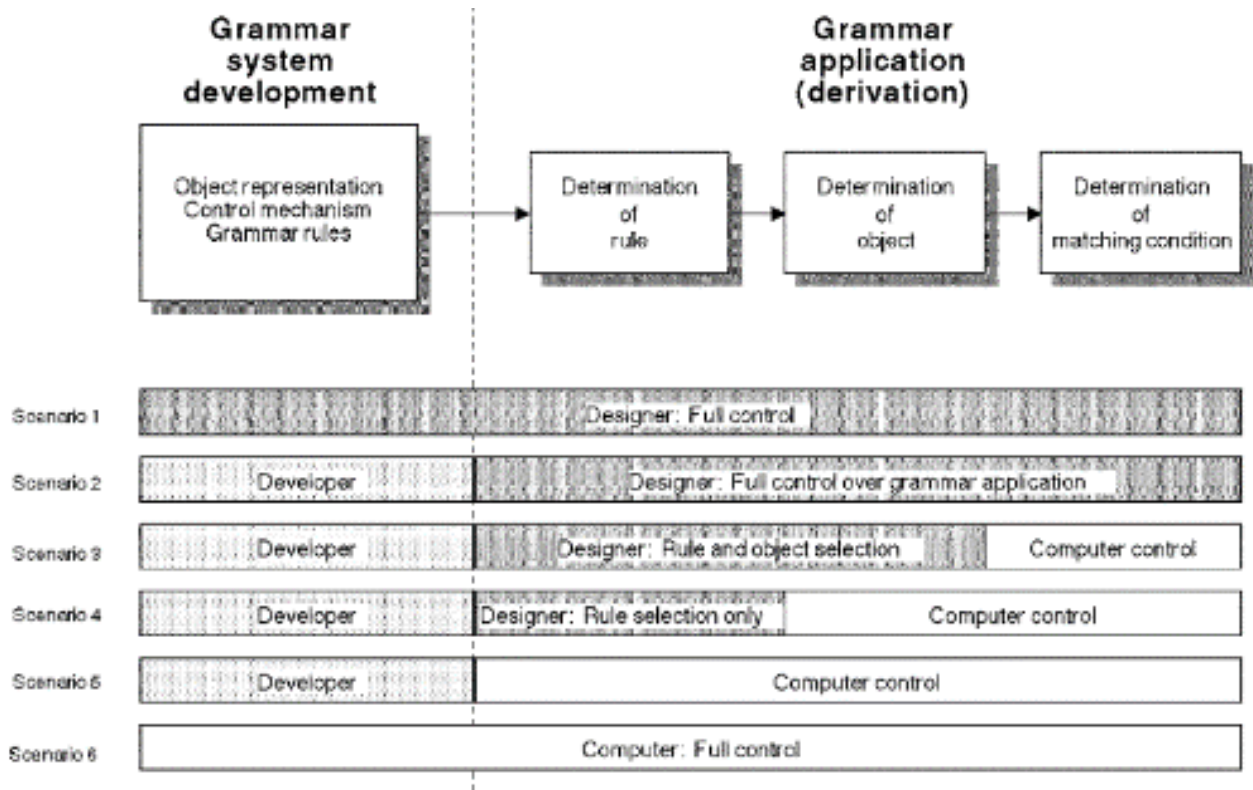 Grammar
system
development
Grammar
application
(derivation)
Object representation
Control mechanism
Grammar rules
Determination
of
rule
Determination
of
object
Determination
of
matching condition
Scenario 1
Designer: Full control
Scenario 2
Developer
Designer: Full control over grammar application
Scenario 3
Developer
Designer: Rule and object selection
Computer control
Scenario 4
Developer
Designer: Rule selection only
Computer control
Scenario 5
Developer
Computer control
Scenario 6
Computer: Full control